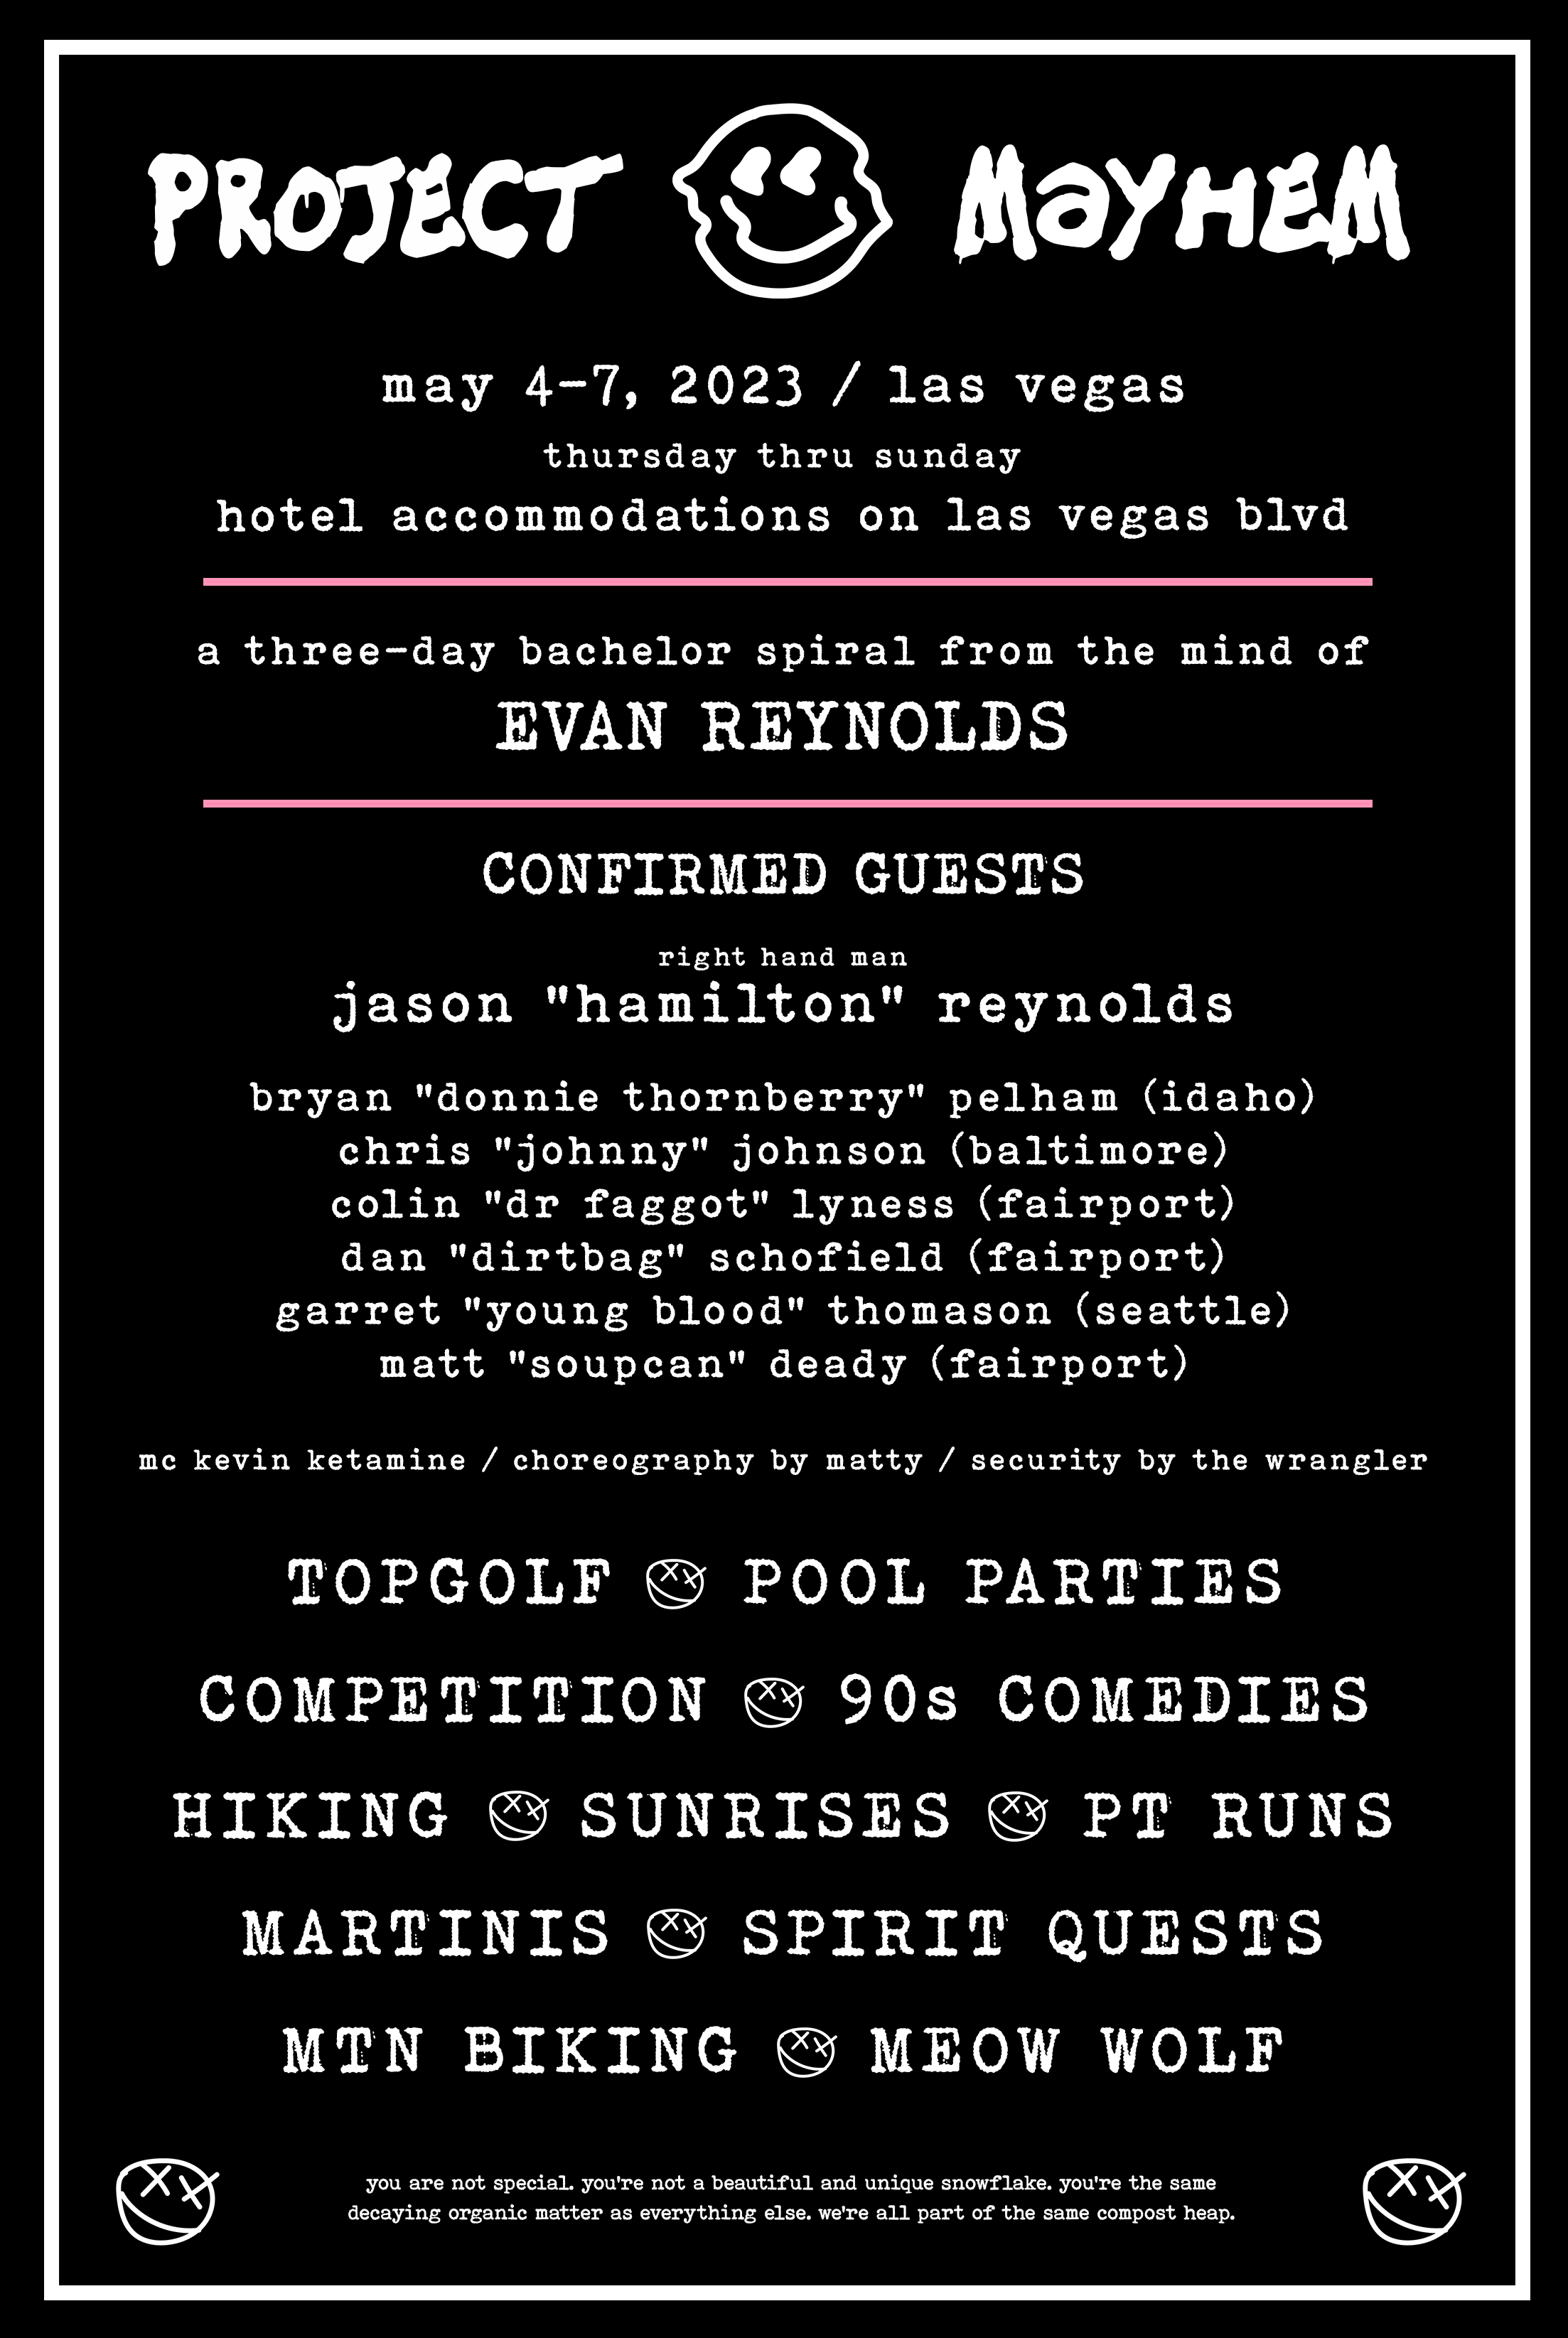 PROJECT MAYHEM
may 4-7, 2023 / las vegas
thursday thru sunday
hotel accommodations on las vegas blvd
a three-day bachelor spiral from the mind of
EVAN REYNOLDS
CONFIRMED GUESTS
right hand man
jason "hamilton" reynolds
bryan "donnie thornberry" pelham (idaho)
chris "johnny" johnson (baltimore)
colin "dr faggot" lyness (fairport)
dan "dirtbag" schofield (fairport)
garret "young blood" thomason (seattle)
matt "soupcan" deady (fairport)
mc kevin ketamine / choreography by matty / security by the wrangler
TOPGOLF POOL PARTIES
COMPETITION 90s COMEDIES
HIKING SUNRISES PT RUNS
MARTINIS SPIRIT QUESTS
MTN BIKING MEOW WOLF
you are not special. you're not a beautiful and unique snowflake. you're the same
decaying organic matter as everything else. we're all part of the same compost heap.